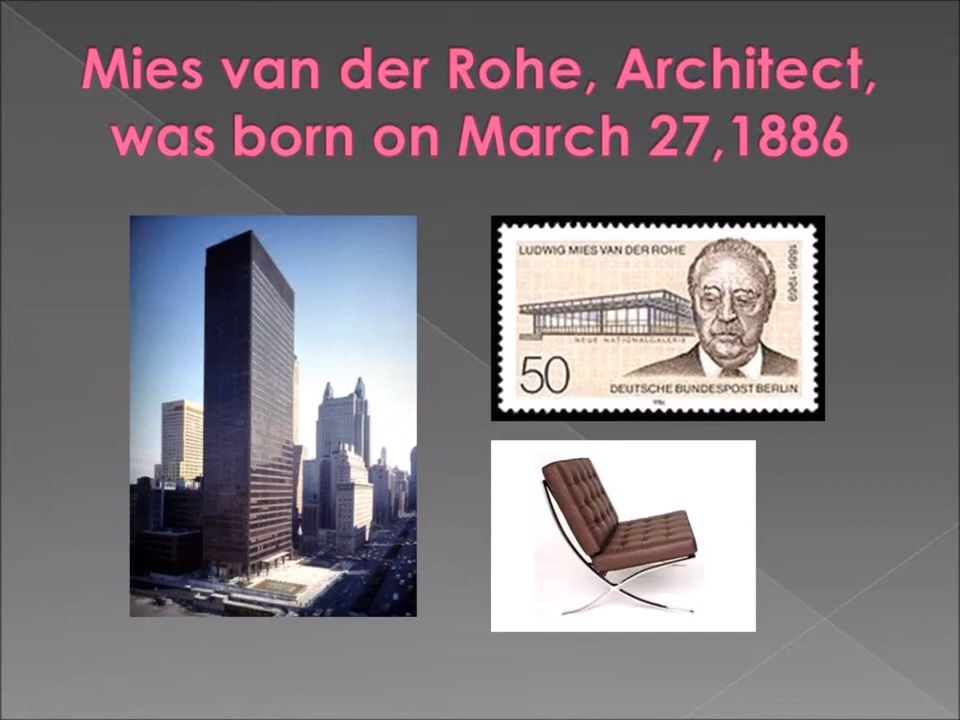 Mies van der Rohe, Architect,
was born on March 27,1886
LUDWIG MIES VAN DER ROHE
1886-1969
NEUE NATIONALGALERIE
50
DEUTSCHE BUNDESPOST BERLIN